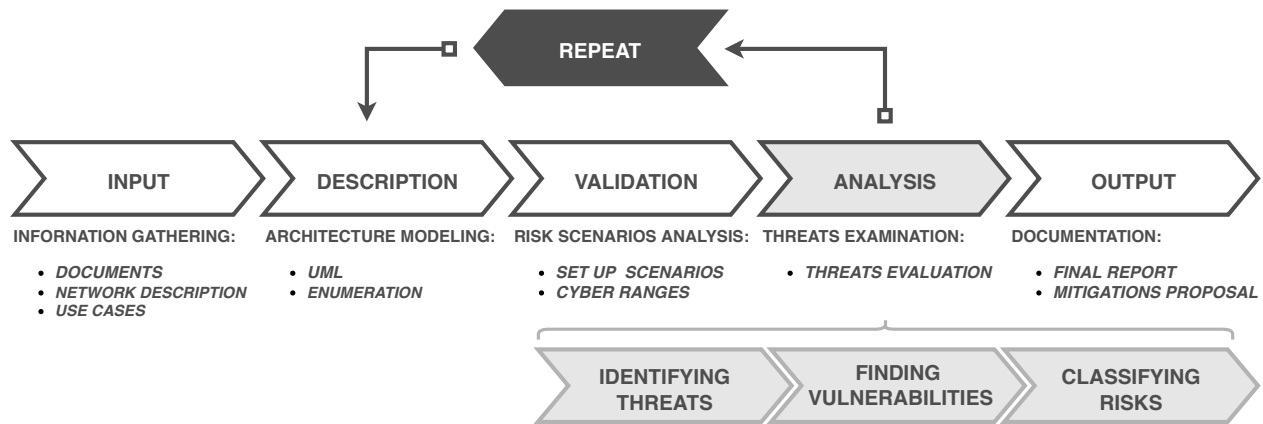 REPEAT
INPUT
DESCRIPTION
VALIDATION
ANALYSIS
OUTPUT
INFORNATION GATHERING:
• DOCUMENTS
• NETWORK DESCRIPTION
• USE CASES
ARCHITECTURE MODELING:
• UML
• ENUMERATION
RISK SCENARIOS ANALYSIS:
• SET UP SCENARIOS
• CYBER RANGES
THREATS EXAMINATION:
• THREATS EVALUATION
DOCUMENTATION:
• FINAL REPORT
• MITIGATIONS PROPOSAL
IDENTIFYING
THREATS
FINDING
VULNERABILITIES
CLASSIFYING
RISKS